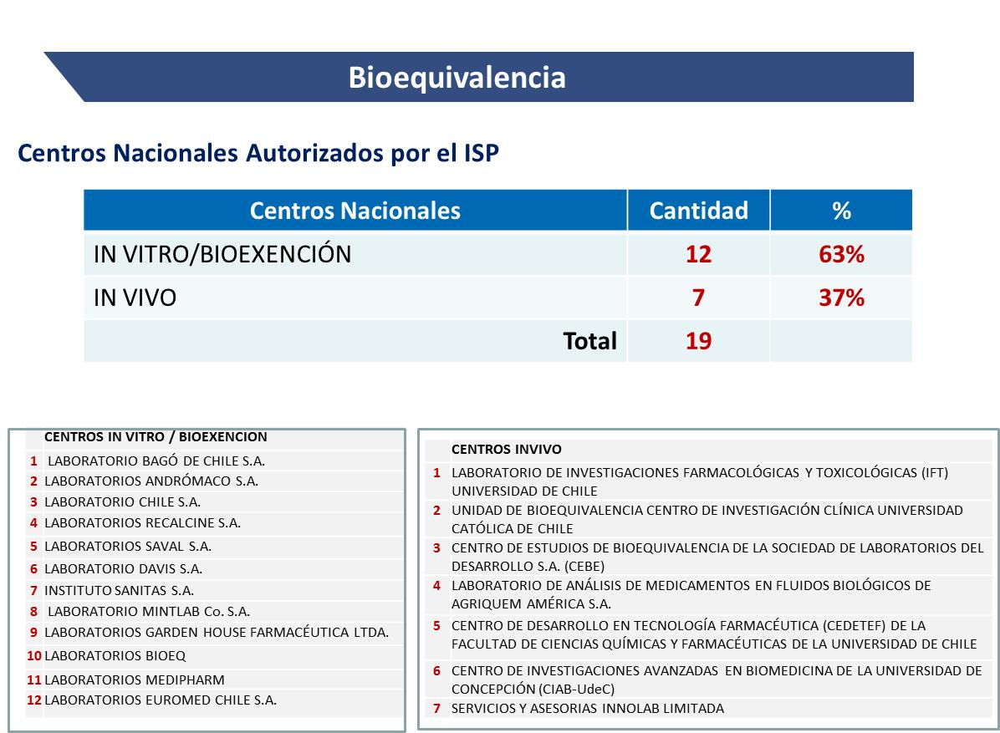 Bioequivalencia
Centros Nacionales Autorizados por el ISP
Centros Nacionales Cantidad %
IN VITRO/BIOEXENCIÓN 12 63%
IN VIVO 7 37%
Total 19
CENTROS IN VITRO / BIOEXENCION
1 LABORATORIO BAGÓ DE CHILE S.A.
2 LABORATORIOS ANDRÓMACO S.A.
3 LABORATORIO CHILE S.A.
4 LABORATORIOS RECALCINE S.A.
5 LABORATORIOS SAVAL S.A.
6 LABORATORIO DAVIS S.A.
7 INSTITUTO SANITAS S.A.
8 LABORATORIO MINTLAB Co. S.A.
9 LABORATORIOS GARDEN HOUSE FARMACÉUTICA LTDA.
10 LABORATORIOS BIOEQ
11 LABORATORIOS MEDIPHARM
12 LABORATORIOS EUROMED CHILE S.A.
CENTROS INVIVO
1 LABORATORIO DE INVESTIGACIONES FARMACOLÓGICAS Y TOXICOLÓGICAS (IFT)
UNIVERSIDAD DE CHILE
2 UNIDAD DE BIOEQUIVALENCIA CENTRO DE INVESTIGACIÓN CLÍNICA UNIVERSIDAD
CATÓLICA DE CHILE
3 CENTRO DE ESTUDIOS DE BIOEQUIVALENCIA DE LA SOCIEDAD DE LABORATORIOS DEL
DESARROLLO S.A. (CEBE)
4 LABORATORIO DE ANÁLISIS DE MEDICAMENTOS EN FLUIDOS BIOLÓGICOS DE
AGRIQUEM AMÉRICA S.A.
5 CENTRO DE DESARROLLO EN TECNOLOGÍA FARMACÉUTICA (CEDETEF) DE LA
FACULTAD DE CIENCIAS QUÍMICAS Y FARMACÉUTICAS DE LA UNIVERSIDAD DE CHILE
6 CENTRO DE INVESTIGACIONES AVANZADAS EN BIOMEDICINA DE LA UNIVERSIDAD DE
CONCEPCIÓN (CIAB-UdeC)
7 SERVICIOS Y ASESORIAS INNOLAB LIMITADA